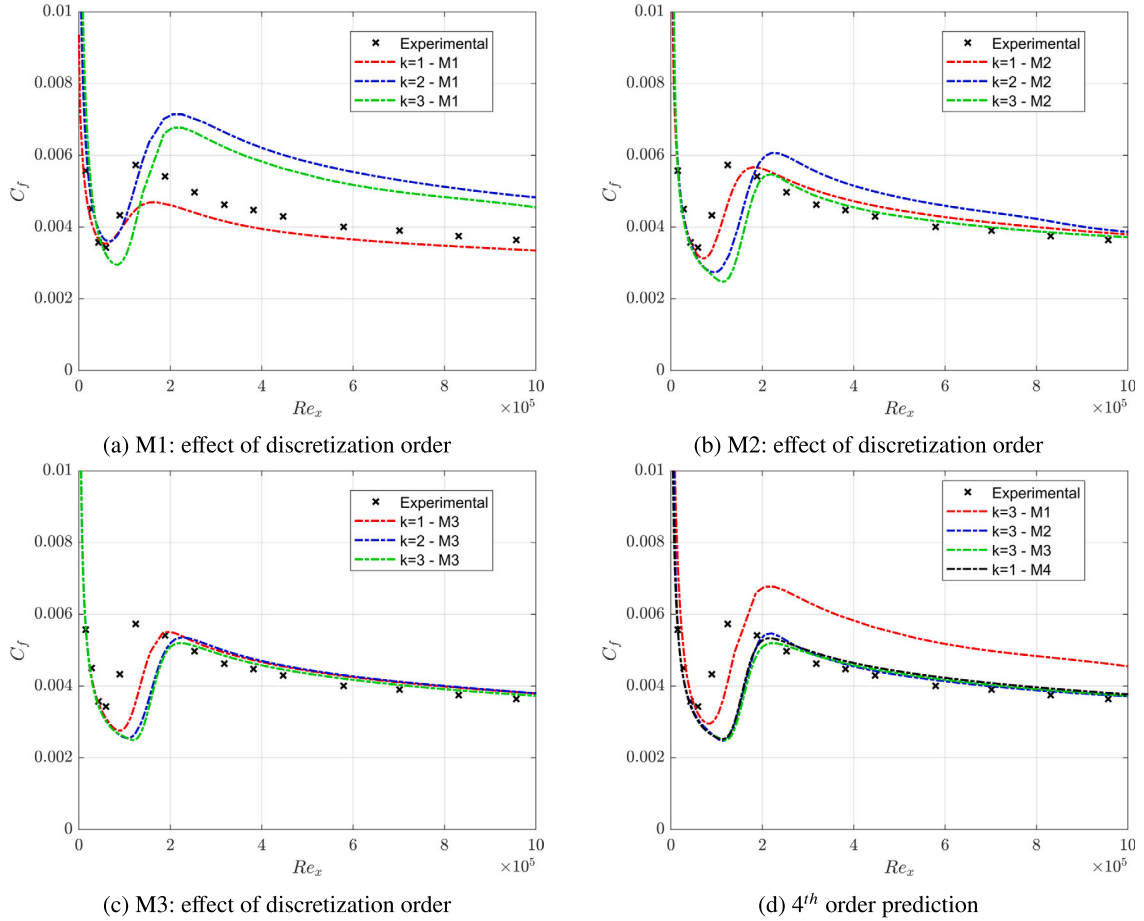 0.01
0.008
0.006
0.004
0.002
0
C_f
Experimental
k=1 - M1
k=2 - M1
k=3 - M1
0 2 4 6 8 10
Re_x
×10^5
(a) M1: effect of discretization order
0.01
0.008
0.006
0.004
0.002
0
C_f
Experimental
k=1 - M2
k=2 - M2
k=3 - M2
0 2 4 6 8 10
Re_x
×10^5
(b) M2: effect of discretization order
0.01
0.008
0.006
0.004
0.002
0
C_f
Experimental
k=1 - M3
k=2 - M3
k=3 - M3
0 2 4 6 8 10
Re_x
×10^5
(c) M3: effect of discretization order
0.01
0.008
0.006
0.004
0.002
0
C_f
Experimental
k=3 - M1
k=3 - M2
k=3 - M3
k=1 - M4
0 2 4 6 8 10
Re_x
×10^5
(d) 4^th order prediction